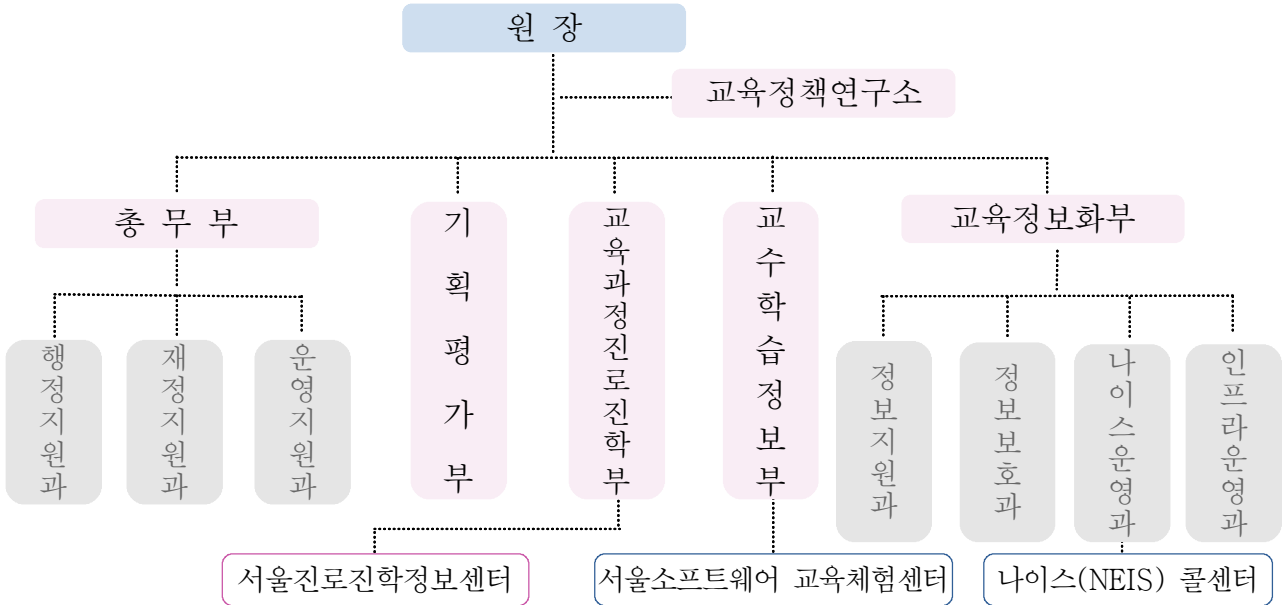 원 장
교육정책연구소
총 무 부
기획평가부
교육과정진로진학부
교수학습정보부
교육정보화부
행정지원과
재정지원과
운영지원과
정보지원과
정보보호과
나이스운영과
인프라운영과
서울진로진학정보센터
서울소프트웨어 교육체험센터
나이스(NEIS) 콜센터